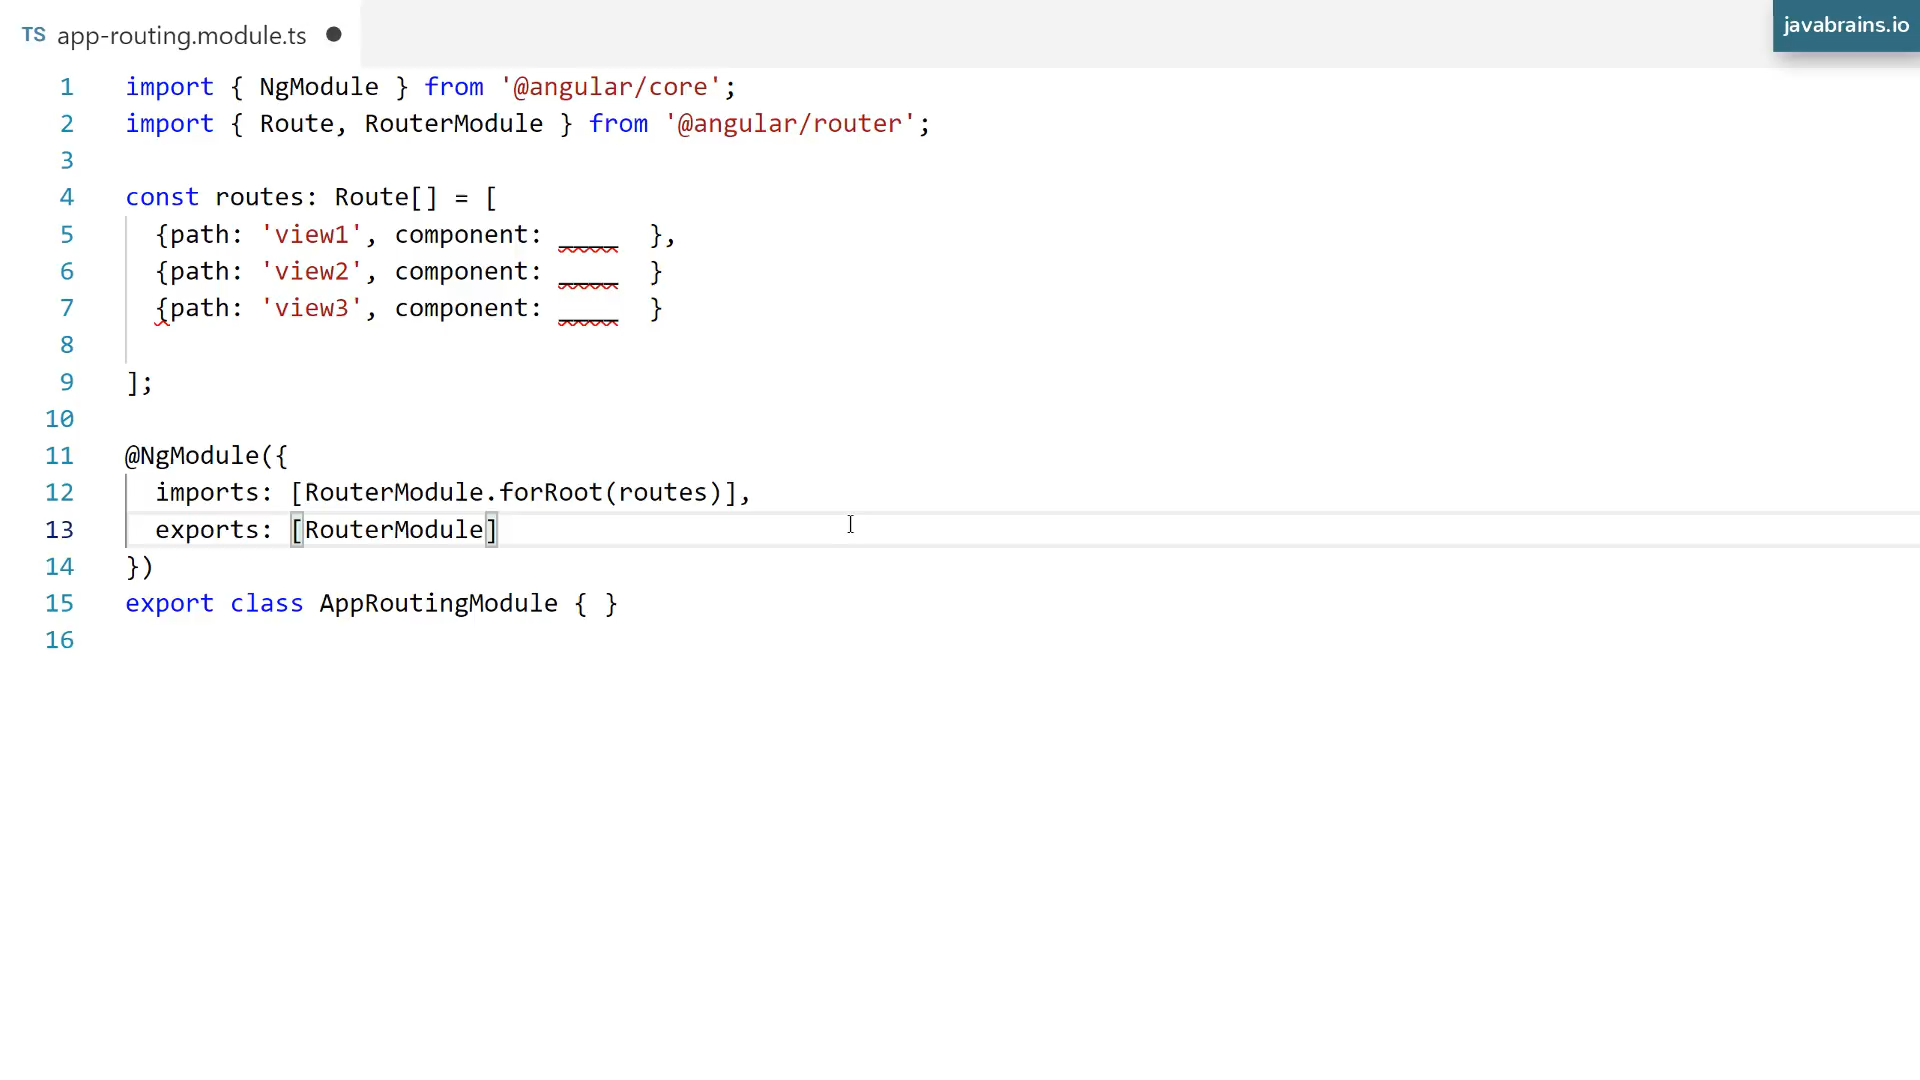 TS app-routing.module.ts ●
javabrains.io
1 import { NgModule } from '@angular/core';
2 import { Route, RouterModule } from '@angular/router';
3
4 const routes: Route[] = [
5 {path: 'view1', component: ____ },
6 {path: 'view2', component: ____ }
7 {path: 'view3', component: ____ }
8
9 ];
10
11 @NgModule({
12 imports: [RouterModule.forRoot(routes)],
13 exports: [RouterModule]
14 })
15 export class AppRoutingModule { }
16